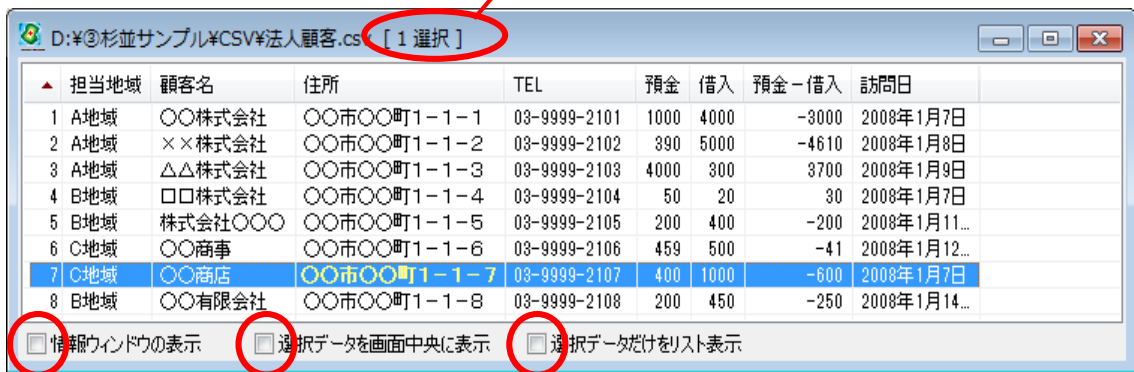 D:¥③杉並サンプル¥CSV¥法人顧客.csv [ 1 選択 ]
▲ 担当地域 顧客名 住所 TEL 預金 借入 預金－借入 訪問日
1 A地域 〇〇株式会社 〇〇市〇〇町1－1－1 03-9999-2101 1000 4000 -3000 2008年1月7日
2 A地域 ××株式会社 〇〇市〇〇町1－1－2 03-9999-2102 390 5000 -4610 2008年1月8日
3 A地域 △△株式会社 〇〇市〇〇町1－1－3 03-9999-2103 4000 300 3700 2008年1月9日
4 B地域 □□株式会社 〇〇市〇〇町1－1－4 03-9999-2104 50 20 30 2008年1月7日
5 B地域 株式会社〇〇〇 〇〇市〇〇町1－1－5 03-9999-2105 200 400 -200 2008年1月11...
6 C地域 〇〇商事 〇〇市〇〇町1－1－6 03-9999-2106 459 500 -41 2008年1月12...
7 C地域 〇〇商店 〇〇市〇〇町1－1－7 03-9999-2107 400 1000 -600 2008年1月7日
8 B地域 〇〇有限会社 〇〇市〇〇町1－1－8 03-9999-2108 200 450 -250 2008年1月14...
情報ウィンドウの表示 選択データを画面中央に表示 選択データだけをリスト表示